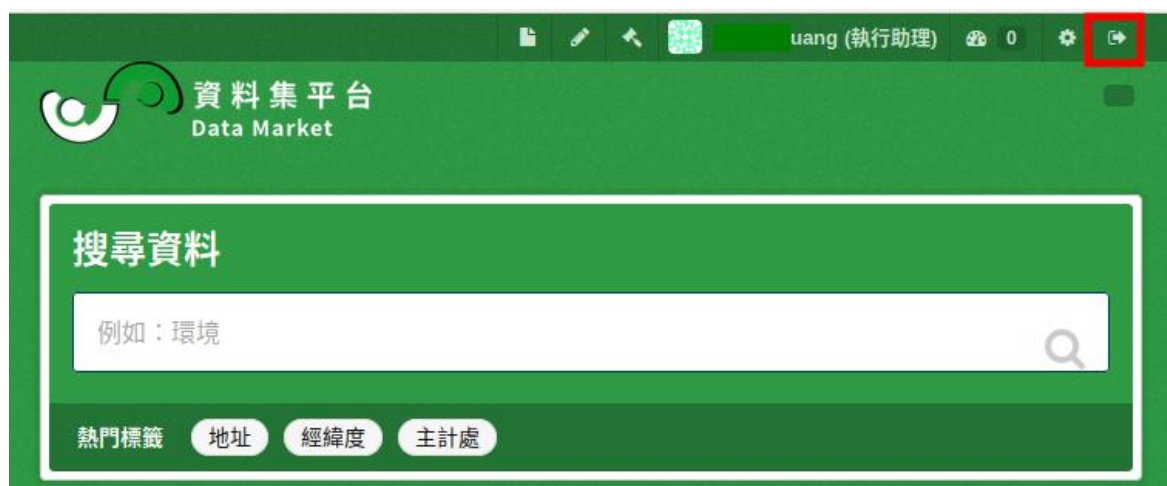 uang (執行助理) 0
資料集平台
Data Market
搜尋資料
例如：環境
熱門標籤 地址 經緯度 主計處